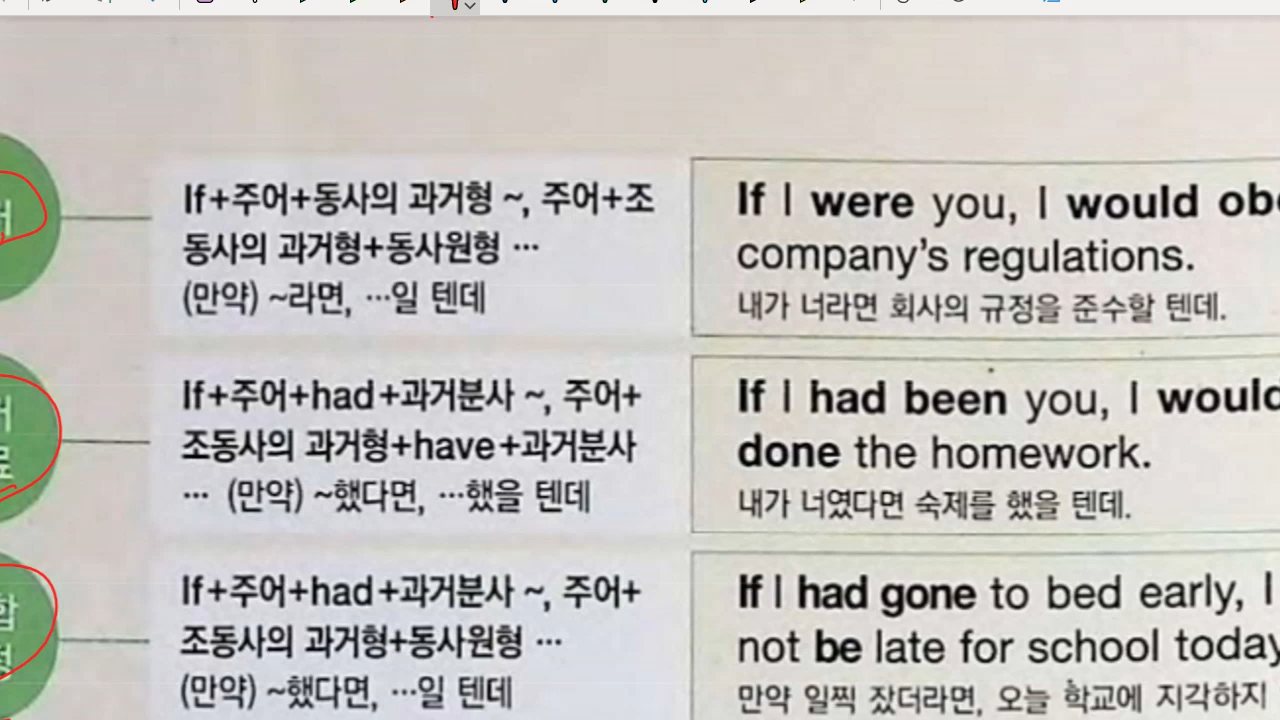 If+주어+동사의 과거형 ~, 주어+조
동사의 과거형+동사원형 …
(만약) ~라면, …일 텐데
If I were you, I would
company's regulations.
내가 너라면 회사의 규정을 준수할 텐데.
If+주어+had+과거분사 ~, 주어+
조동사의 과거형+have+과거분사
… (만약) ~했다면, …했을 텐데
If I had been you, I would
done the homework.
내가 너였다면 숙제를 했을 텐데.
If+주어+had+과거분사 ~, 주어+
조동사의 과거형+동사원형 …
(만약) ~했다면, …일 텐데
If I had gone to bed early, I
not be late for school today
만약 일찍 잤더라면, 오늘 학교에 지각하지